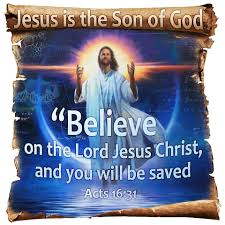 Jesus is the Son of God
“Believe
on the Lord Jesus Christ,
and you will be saved
Acts 16:31